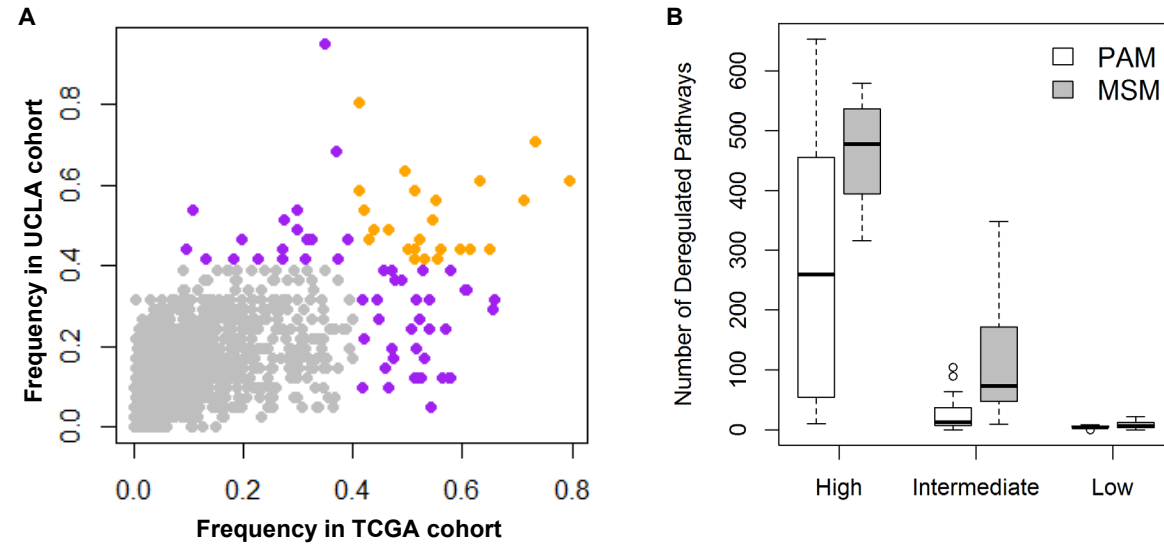 A
Frequency in UCLA cohort
0.8
0.6
0.4
0.2
0.0
0.0 0.2 0.4 0.6 0.8
Frequency in TCGA cohort
B
Number of Deregulated Pathways
600
500
400
300
200
100
0
PAM
MSM
High Intermediate Low